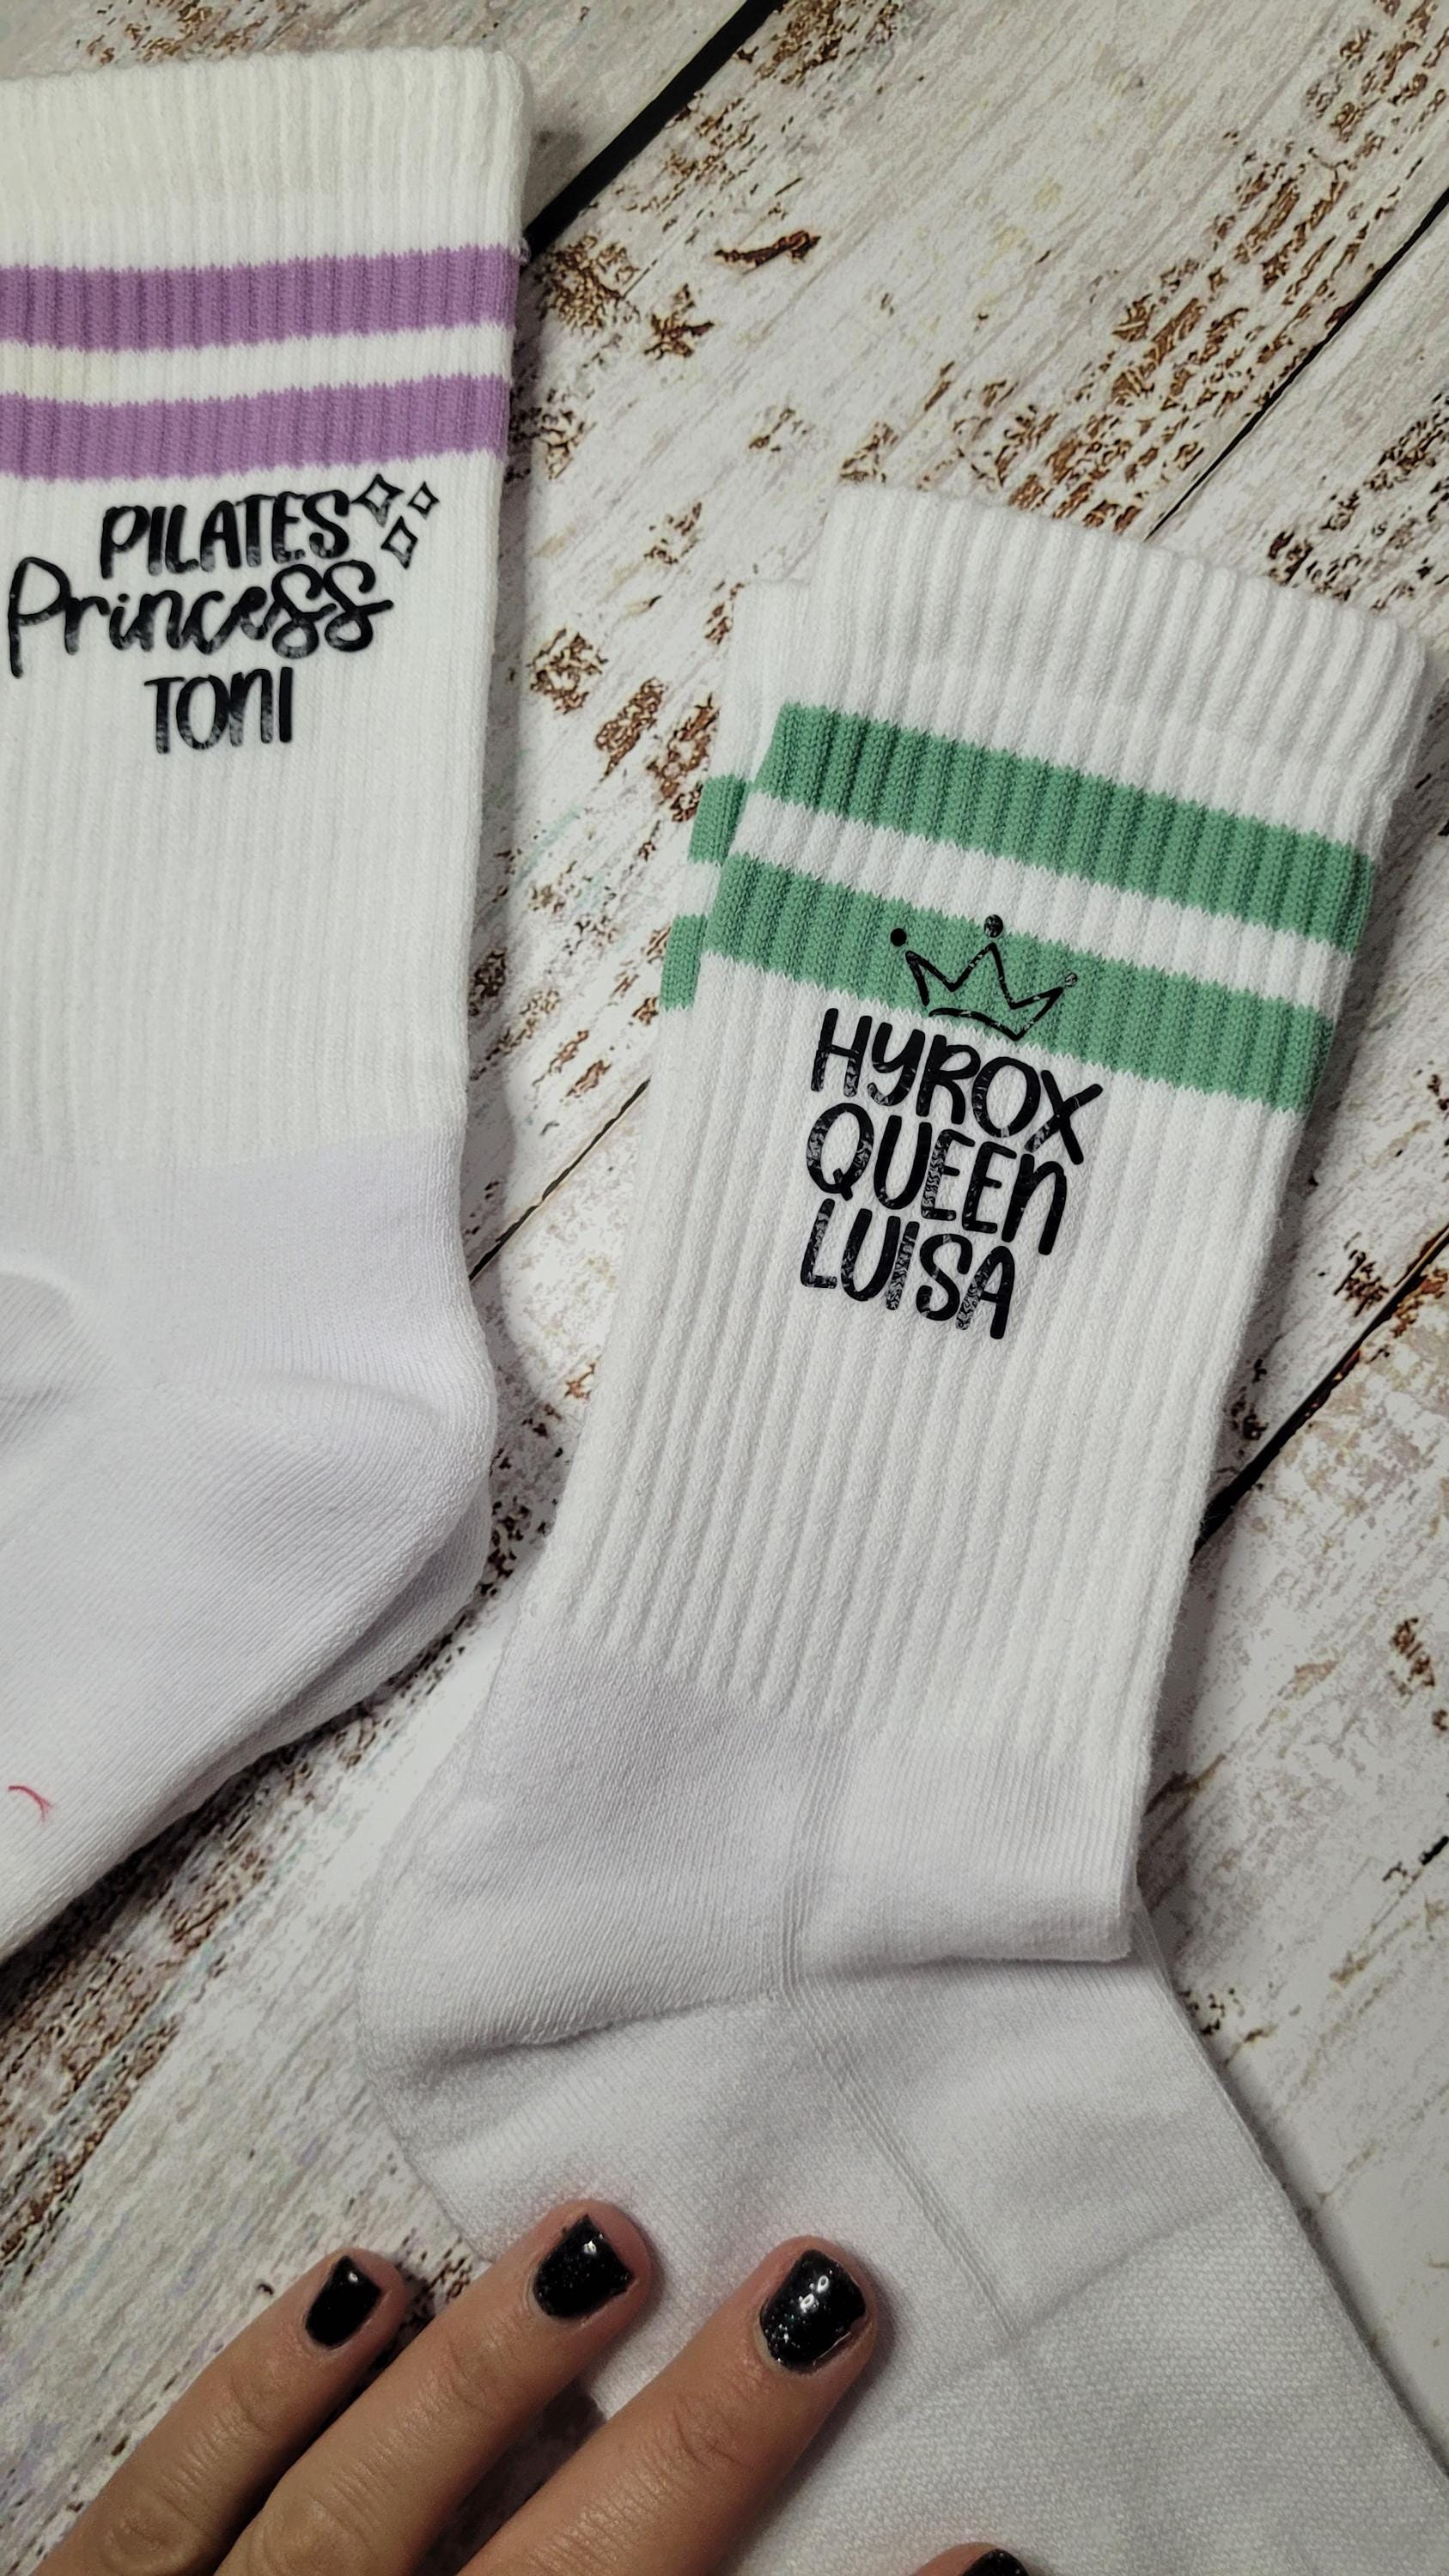 PILATES
Princess
TONI
HYROX
QUEEN
LUISA